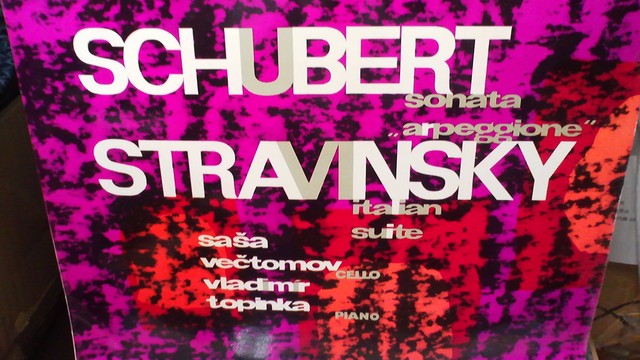 SCHUBERT
sonata
„arpeggione“
STRAVINSKY
italian
suite
saša
večtomov CELLO
vladimír
topinka PIANO